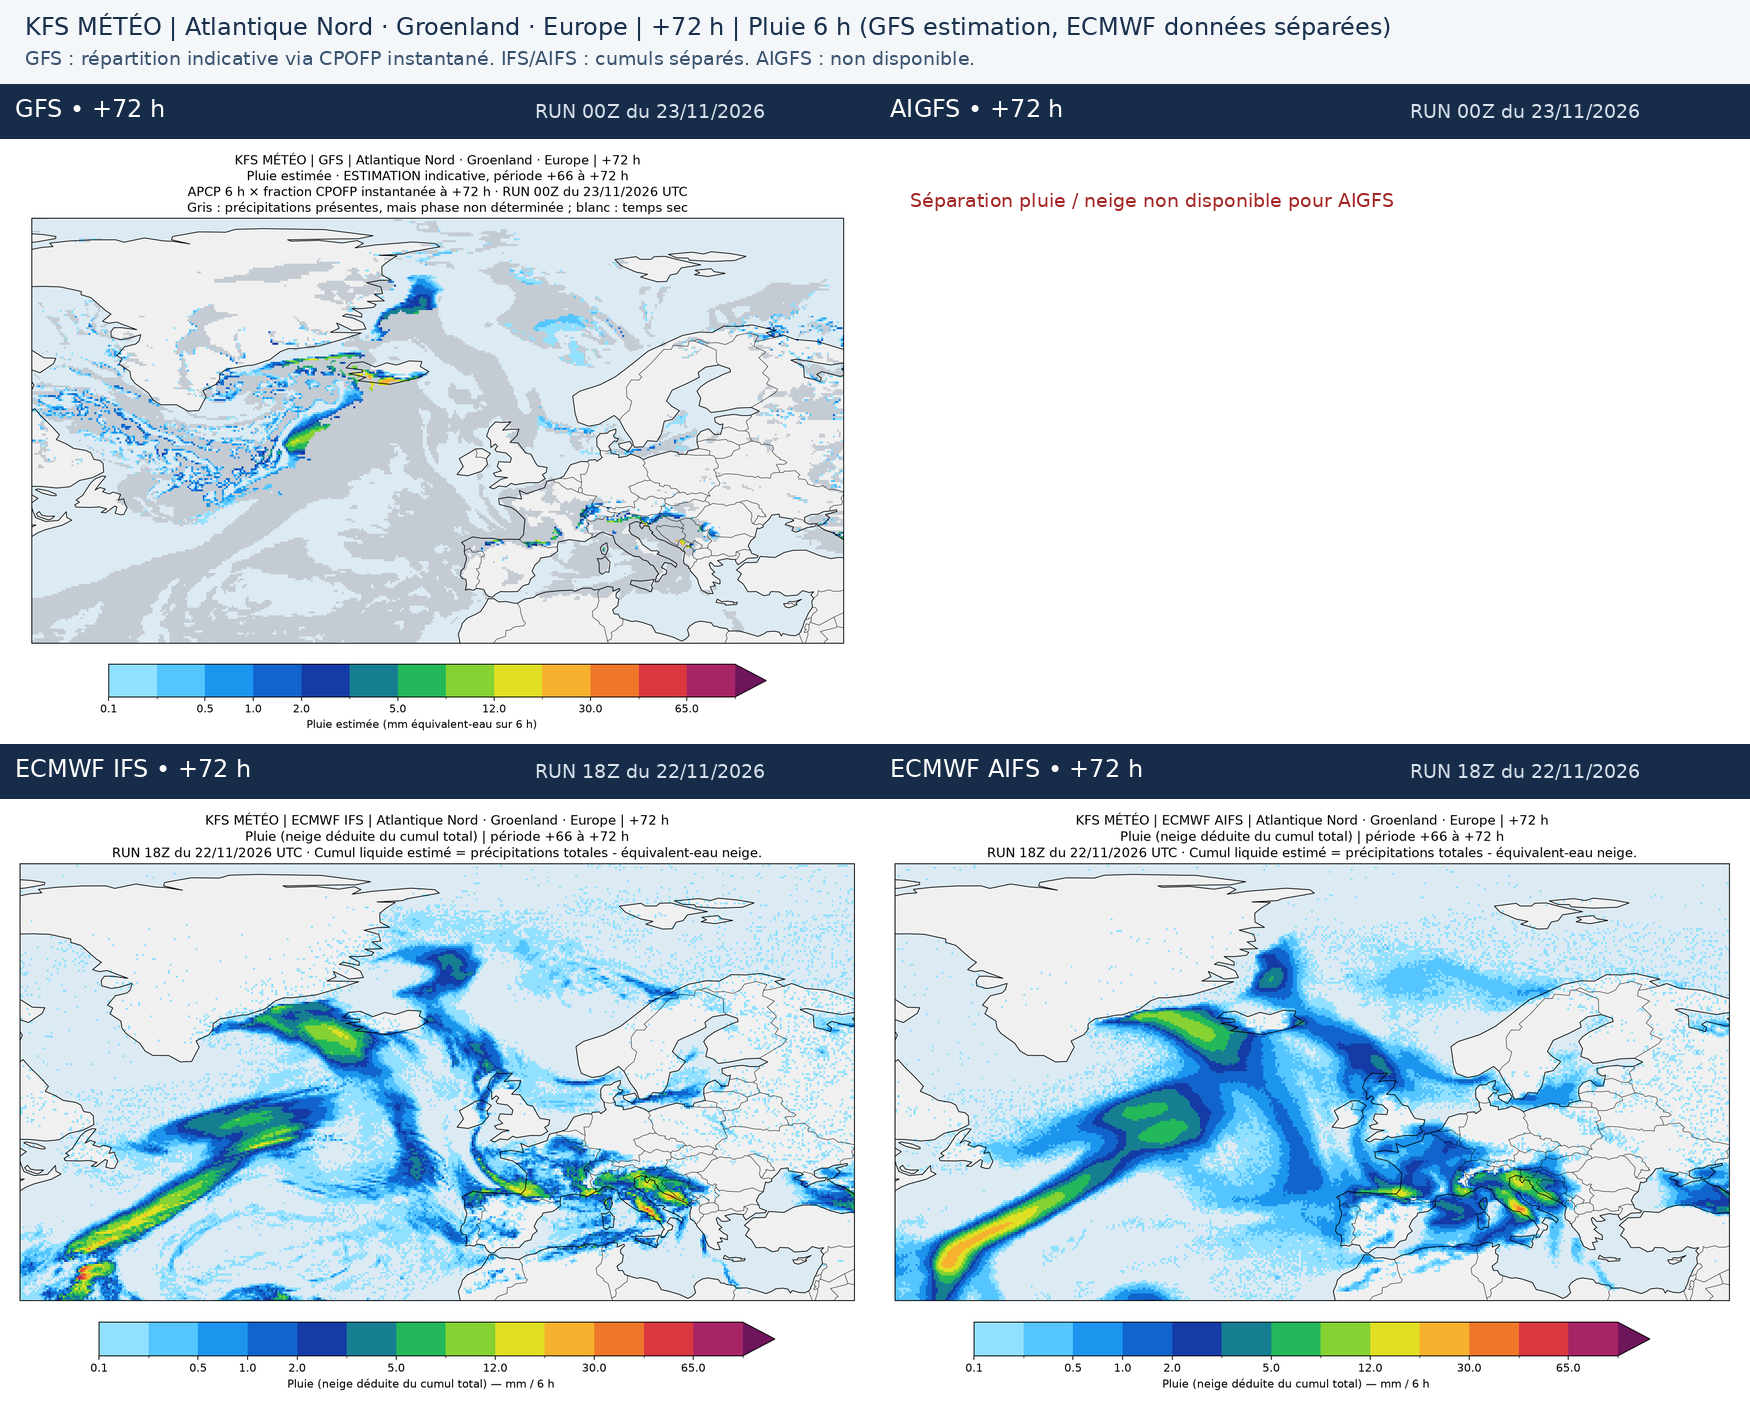 KFS MÉTÉO | Atlantique Nord · Groenland · Europe | +72 h | Pluie 6 h (GFS estimation, ECMWF données séparées)
GFS : répartition indicative via CPOFP instantané. IFS/AIFS : cumuls séparés. AIGFS : non disponible.
GFS • +72 h
RUN 00Z du 23/11/2026
AIGFS • +72 h
RUN 00Z du 23/11/2026
KFS MÉTÉO | GFS | Atlantique Nord · Groenland · Europe | +72 h
Pluie estimée · ESTIMATION indicative, période +66 à +72 h
APCP 6 h × fraction CPOFP instantanée à +72 h · RUN 00Z du 23/11/2026 UTC
Gris : précipitations présentes, mais phase non déterminée ; blanc : temps sec
Séparation pluie / neige non disponible pour AIGFS
0.1 0.5 1.0 2.0 5.0 12.0 30.0 65.0
Pluie estimée (mm équivalent-eau sur 6 h)
ECMWF IFS • +72 h
RUN 18Z du 22/11/2026
ECMWF AIFS • +72 h
RUN 18Z du 22/11/2026
KFS MÉTÉO | ECMWF IFS | Atlantique Nord · Groenland · Europe | +72 h
Pluie (neige déduite du cumul total) | période +66 à +72 h
RUN 18Z du 22/11/2026 UTC · Cumul liquide estimé = précipitations totales - équivalent-eau neige.
KFS MÉTÉO | ECMWF AIFS | Atlantique Nord · Groenland · Europe | +72 h
Pluie (neige déduite du cumul total) | période +66 à +72 h
RUN 18Z du 22/11/2026 UTC · Cumul liquide estimé = précipitations totales - équivalent-eau neige.
0.1 0.5 1.0 2.0 5.0 12.0 30.0 65.0
Pluie (neige déduite du cumul total) — mm / 6 h
0.1 0.5 1.0 2.0 5.0 12.0 30.0 65.0
Pluie (neige déduite du cumul total) — mm / 6 h